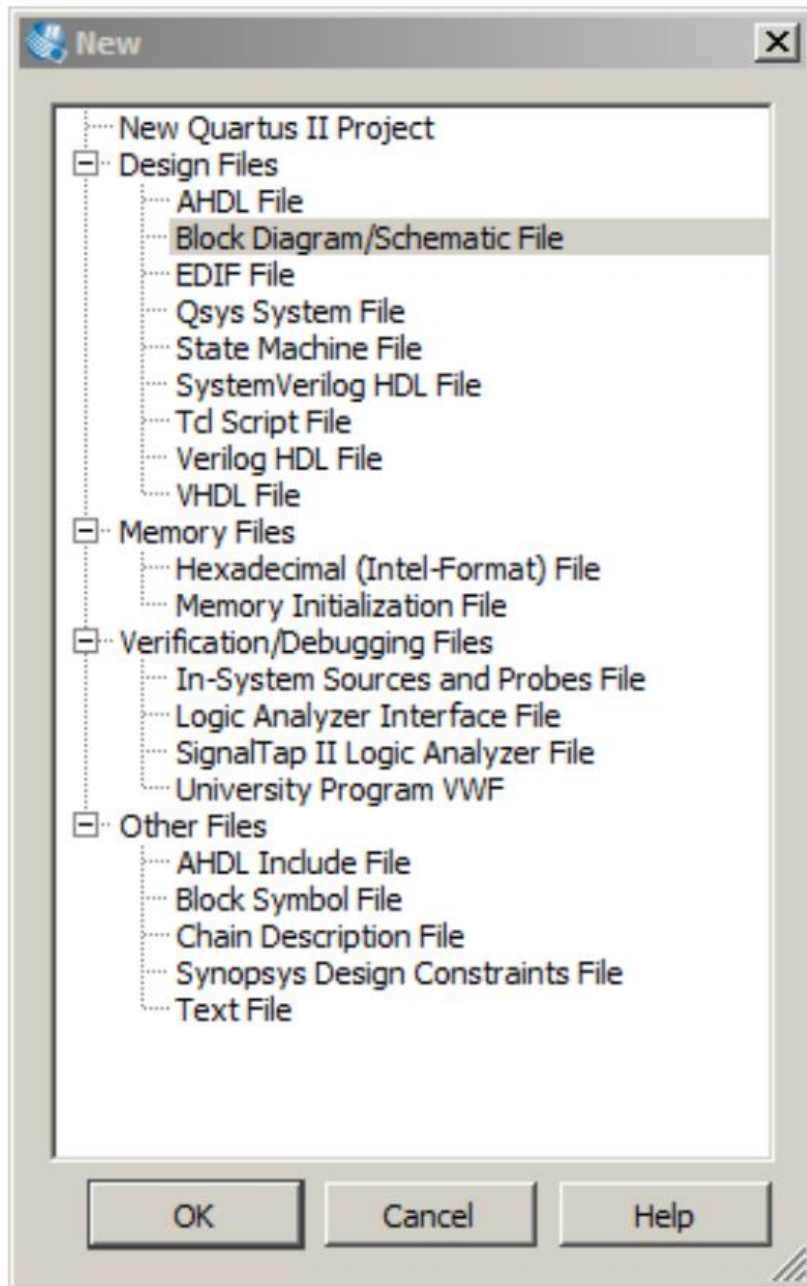 New
New Quartus II Project
Design Files
AHDL File
Block Diagram/Schematic File
EDIF File
Qsys System File
State Machine File
SystemVerilog HDL File
Tcl Script File
Verilog HDL File
VHDL File
Memory Files
Hexadecimal (Intel-Format) File
Memory Initialization File
Verification/Debugging Files
In-System Sources and Probes File
Logic Analyzer Interface File
SignalTap II Logic Analyzer File
University Program VWF
Other Files
AHDL Include File
Block Symbol File
Chain Description File
Synopsys Design Constraints File
Text File
OK Cancel Help